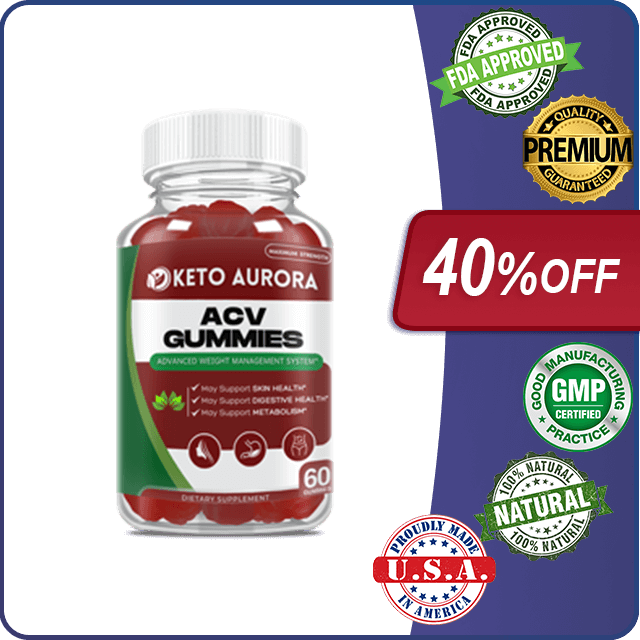 FDA APPROVED
FDA APPROVED
FDA APPROVED
QUALITY
PREMIUM
GUARANTEED
40%OFF
MAXIMUM STRENGTH
KETO AURORA
ACV
GUMMIES
ADVANCED WEIGHT MANAGEMENT SYSTEM
May Support SKIN HEALTH*
May Support DIGESTIVE HEALTH*
May Support METABOLISM*
60
GUMMIES
DIETARY SUPPLEMENT
GOOD MANUFACTURING
GMP
CERTIFIED
PRACTICE
100% NATURAL
NATURAL
100% NATURAL
PROUDLY MADE
U.S.A.
IN AMERICA